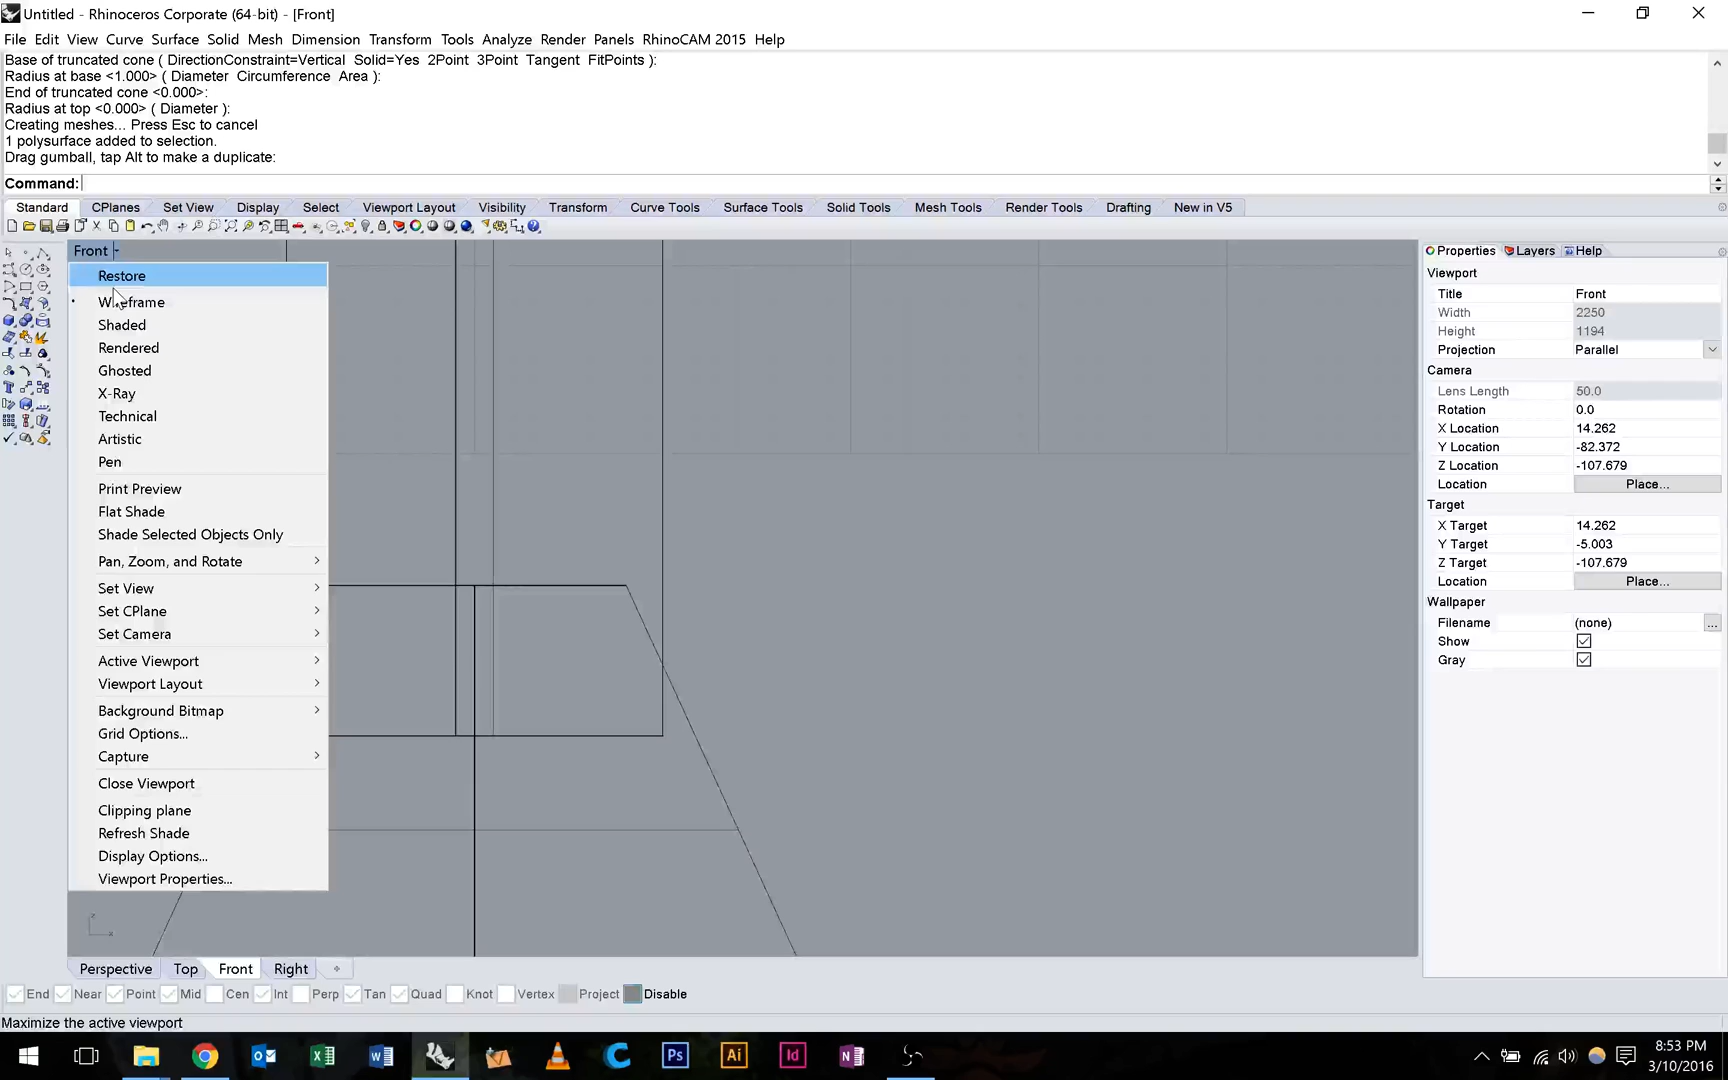 Untitled - Rhinoceros Corporate (64-bit) - [Front]
File Edit View Curve Surface Solid Mesh Dimension Transform Tools Analyze Render Panels RhinoCAM 2015 Help
Base of truncated cone ( DirectionConstraint=Vertical Solid=Yes 2Point 3Point Tangent FitPoints ):
Radius at base <1.000> ( Diameter Circumference Area ):
End of truncated cone <0.000>:
Radius at top <0.000> ( Diameter ):
Creating meshes... Press Esc to cancel
1 polysurface added to selection.
Drag gumball, tap Alt to make a duplicate:
Command:
Standard CPlanes Set View Display Select Viewport Layout Visibility Transform Curve Tools Surface Tools Solid Tools Mesh Tools Render Tools Drafting New in V5
Front
Restore
Wireframe
Shaded
Rendered
Ghosted
X-Ray
Technical
Artistic
Pen
Print Preview
Flat Shade
Shade Selected Objects Only
Pan, Zoom, and Rotate
Set View
Set CPlane
Set Camera
Active Viewport
Viewport Layout
Background Bitmap
Grid Options...
Capture
Close Viewport
Clipping plane
Refresh Shade
Display Options...
Viewport Properties...
Properties Layers Help
Viewport
Title Front
Width 2250
Height 1194
Projection Parallel
Camera
Lens Length 50.0
Rotation 0.0
X Location 14.262
Y Location -82.372
Z Location -107.679
Location Place...
Target
X Target 14.262
Y Target -5.003
Z Target -107.679
Location Place...
Wallpaper
Filename (none) ...
Show
Gray
z
x
Perspective Top Front Right
End Near Point Mid Cen Int Perp Tan Quad Knot Vertex Project Disable
Maximize the active viewport
Ps Ai Id
8:53 PM
3/10/2016